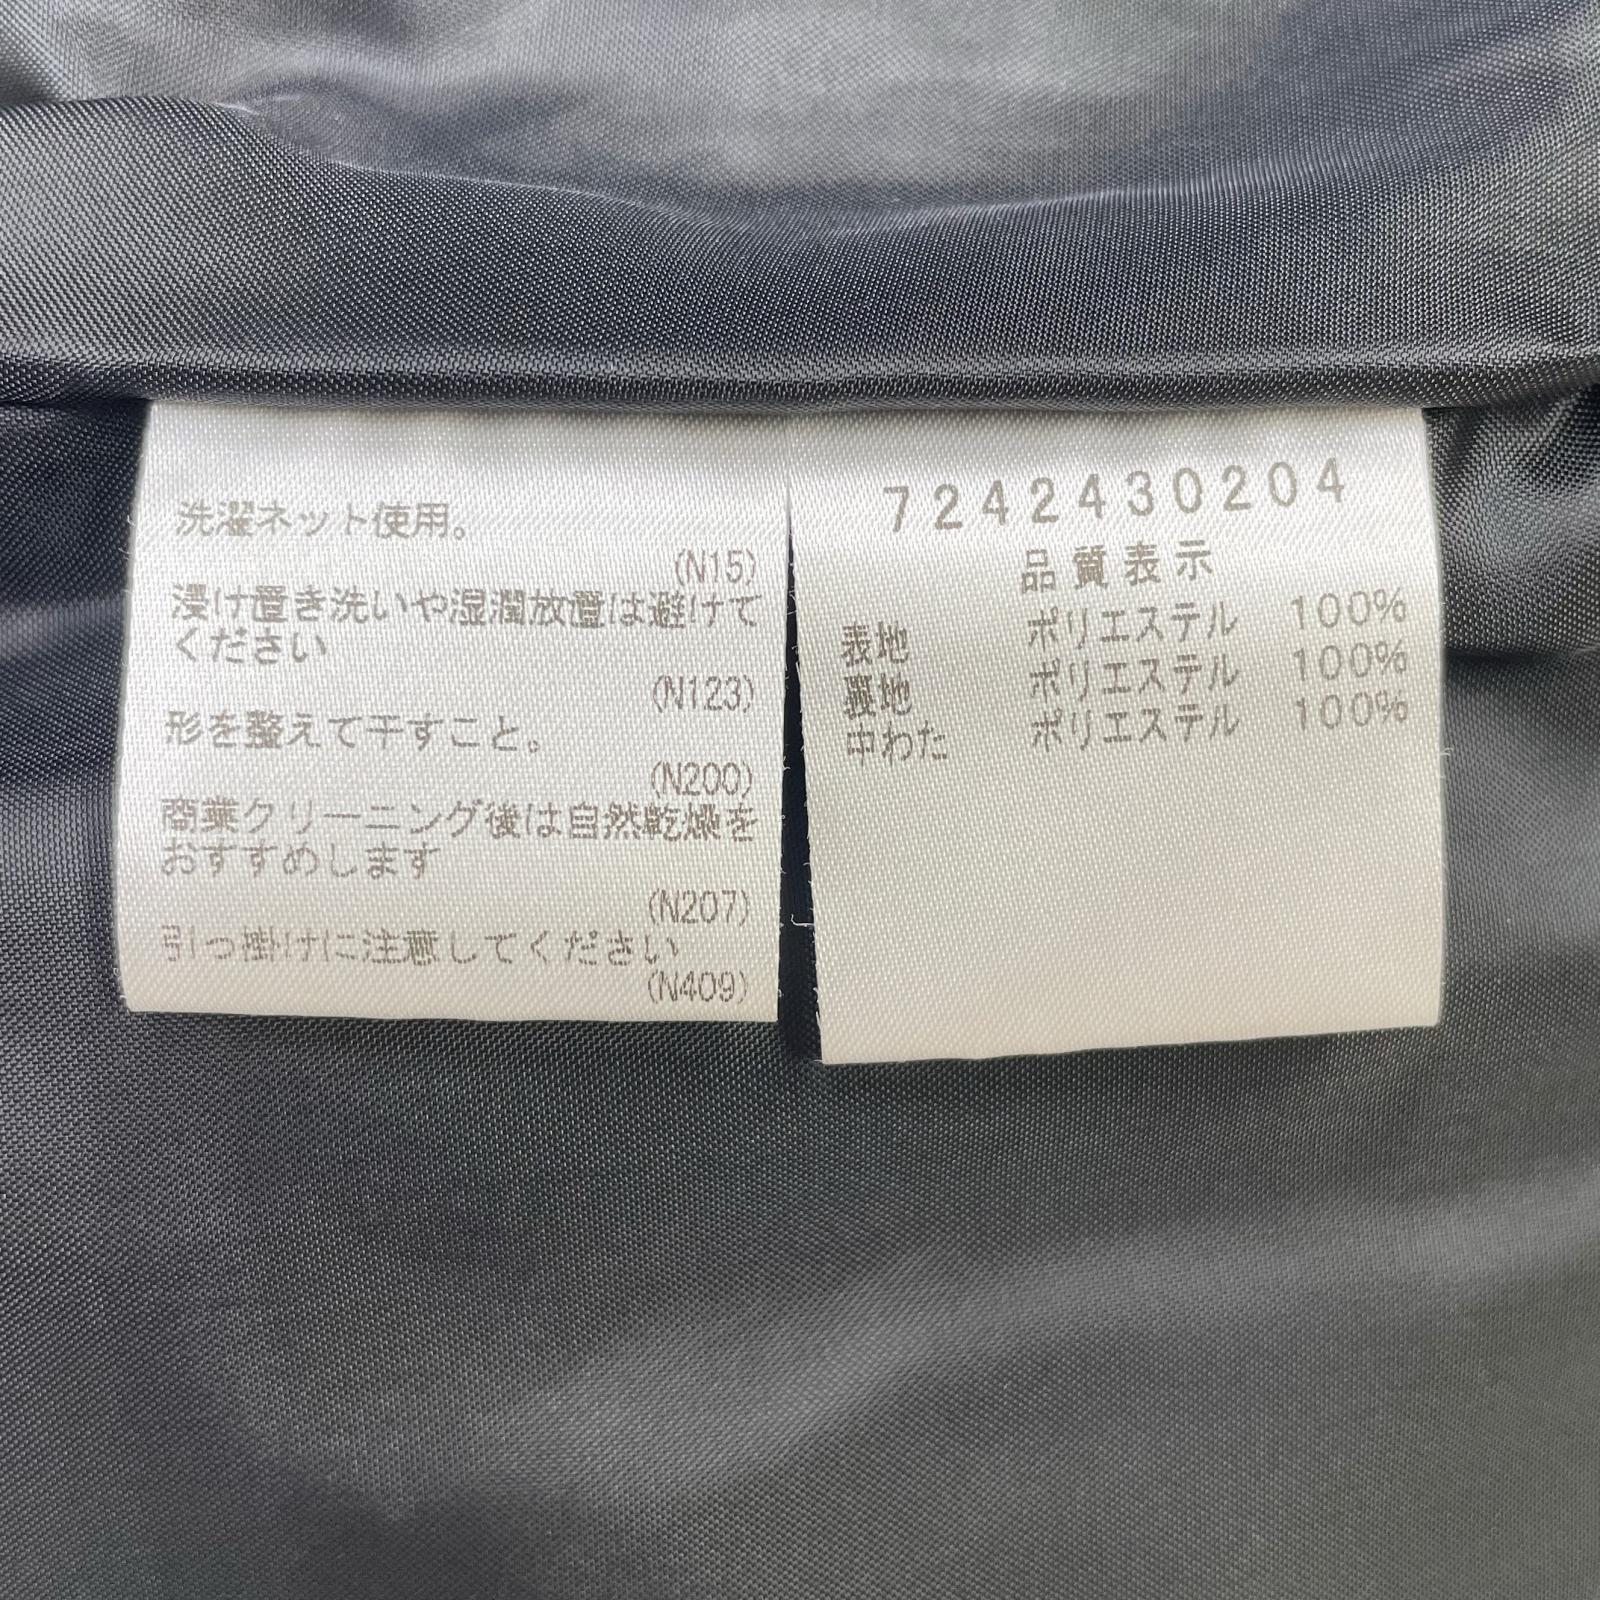 洗濯ネット使用。
(N15)
浸け置き洗いや湿潤放置は避けて
ください
(N123)
形を整えて干すこと。
(N200)
商業クリーニング後は自然乾燥を
おすすめします
(N207)
引っ掛けに注意してください
(N409)
7242430204
品質表示
表地 ポリエステル 100%
裏地 ポリエステル 100%
中わた ポリエステル 100%